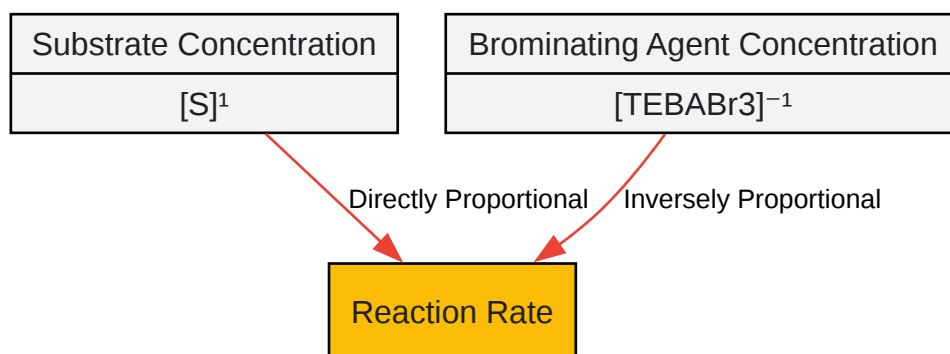 Substrate Concentration
[S]¹
Brominating Agent Concentration
[TEBABr3]⁻¹
Directly Proportional
Inversely Proportional
Reaction Rate